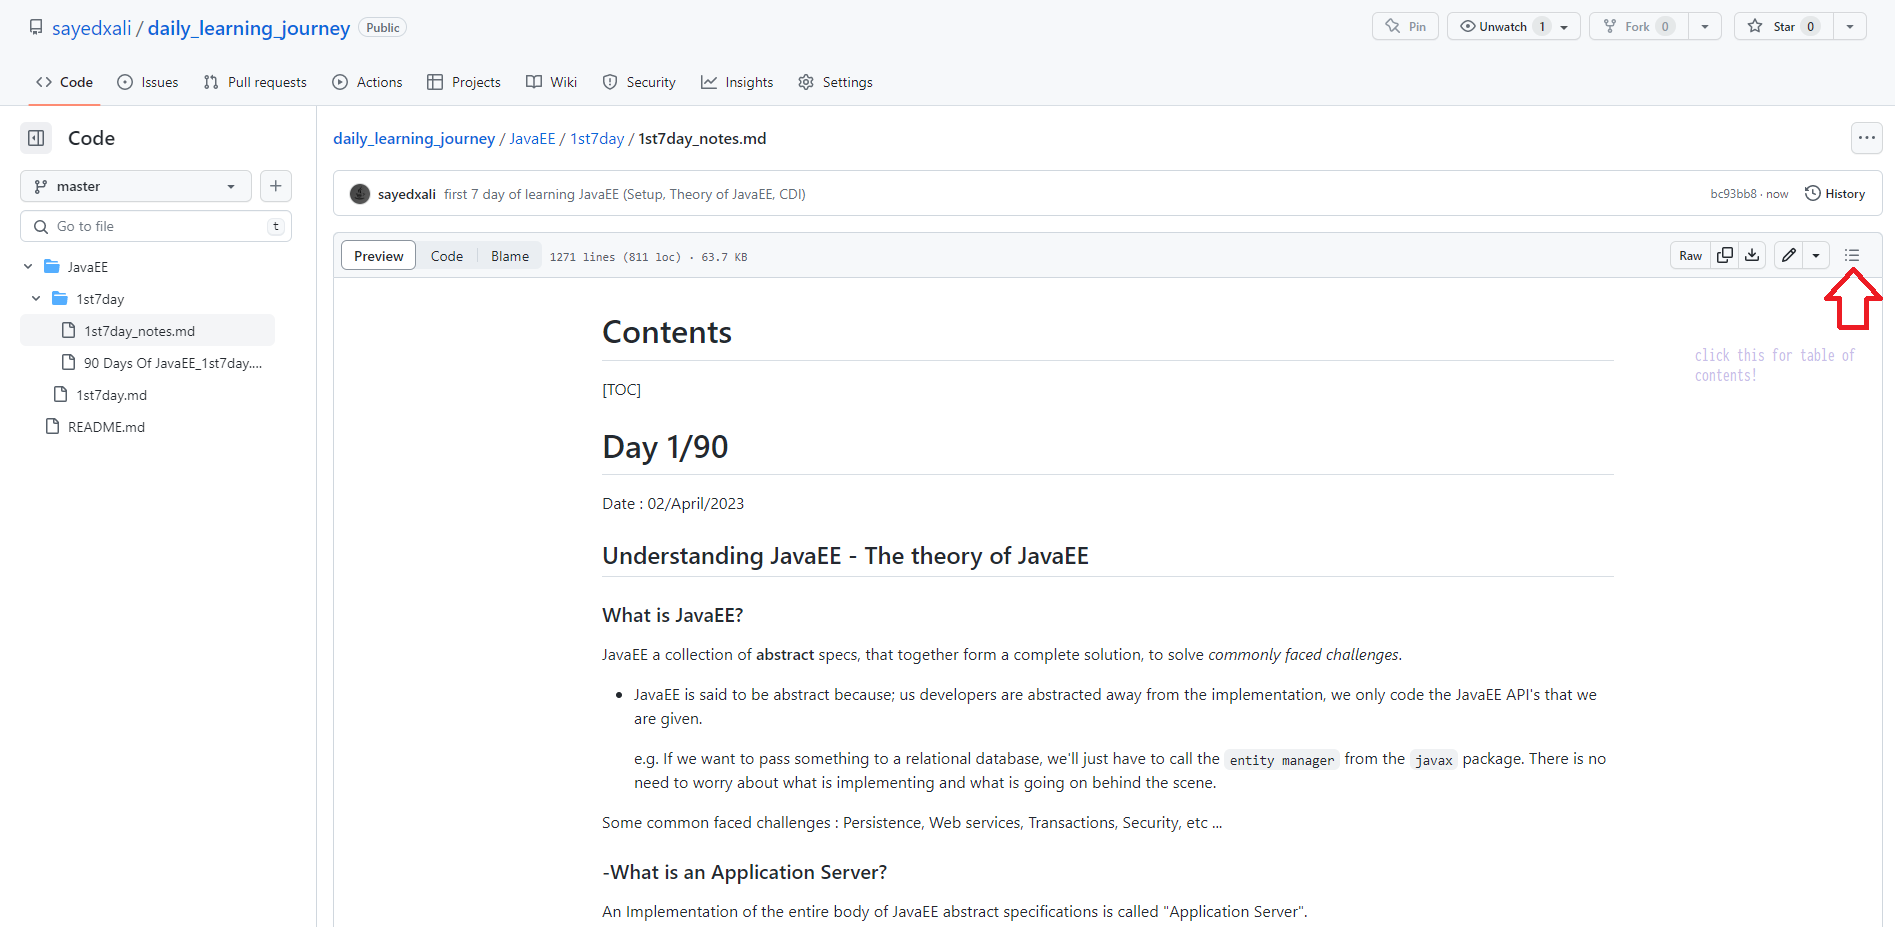 sayedxali / daily_learning_journey Public
Pin Unwatch 1 Fork 0 Star 0
Code Issues Pull requests Actions Projects Wiki Security Insights Settings
Code
master
Go to file t
JavaEE
1st7day
1st7day_notes.md
90 Days Of JavaEE_1st7day....
1st7day.md
README.md
daily_learning_journey / JavaEE / 1st7day / 1st7day_notes.md
sayedxali first 7 day of learning JavaEE (Setup, Theory of JavaEE, CDI) bc93bb8 · now History
Preview Code Blame 1271 lines (811 loc) · 63.7 KB Raw
click this for table of
contents!
Contents
[TOC]
Day 1/90
Date : 02/April/2023
Understanding JavaEE - The theory of JavaEE
What is JavaEE?
JavaEE a collection of abstract specs, that together form a complete solution, to solve commonly faced challenges.
• JavaEE is said to be abstract because; us developers are abstracted away from the implementation, we only code the JavaEE API's that we
are given.
e.g. If we want to pass something to a relational database, we'll just have to call the entity manager from the javax package. There is no
need to worry about what is implementing and what is going on behind the scene.
Some common faced challenges : Persistence, Web services, Transactions, Security, etc ...
-What is an Application Server?
An Implementation of the entire body of JavaEE abstract specifications is called "Application Server".